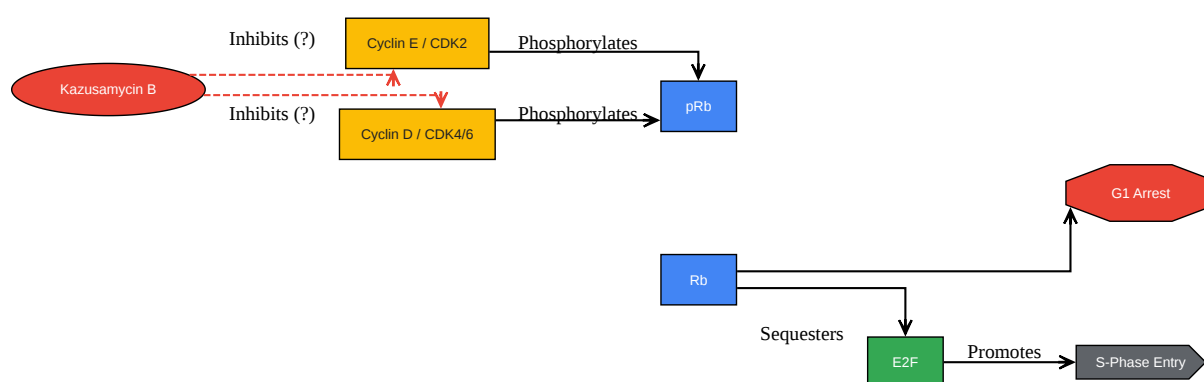 Inhibits (?)
Cyclin E / CDK2
Phosphorylates
Kazusamycin B
Inhibits (?)
Cyclin D / CDK4/6
Phosphorylates
pRb
G1 Arrest
Rb
Sequesters
E2F
Promotes
S-Phase Entry